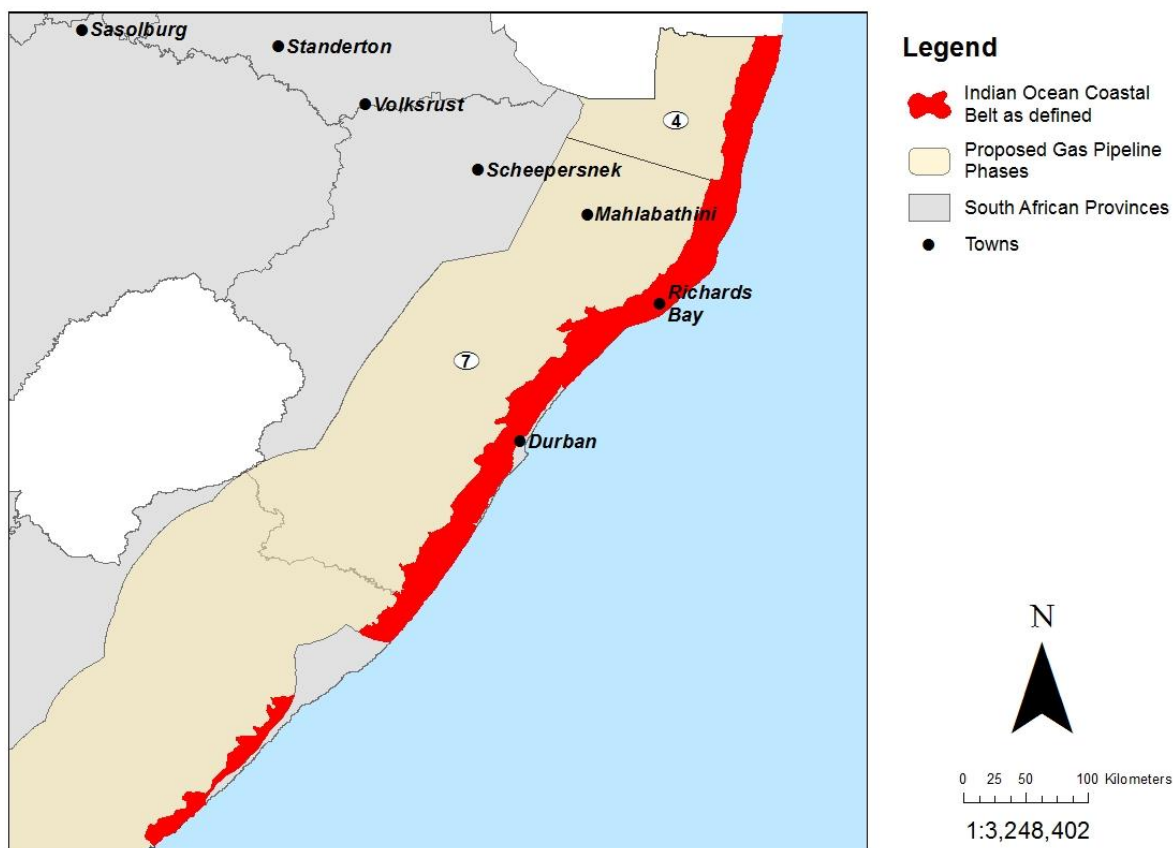 Sasolburg
Standerton
Volksrust
4
Scheepersnek
Mahlabathini
Richards
Bay
7
Durban
Legend
Indian Ocean Coastal
Belt as defined
Proposed Gas Pipeline
Phases
South African Provinces
Towns
N
0 25 50 100 Kilometers
1:3,248,402